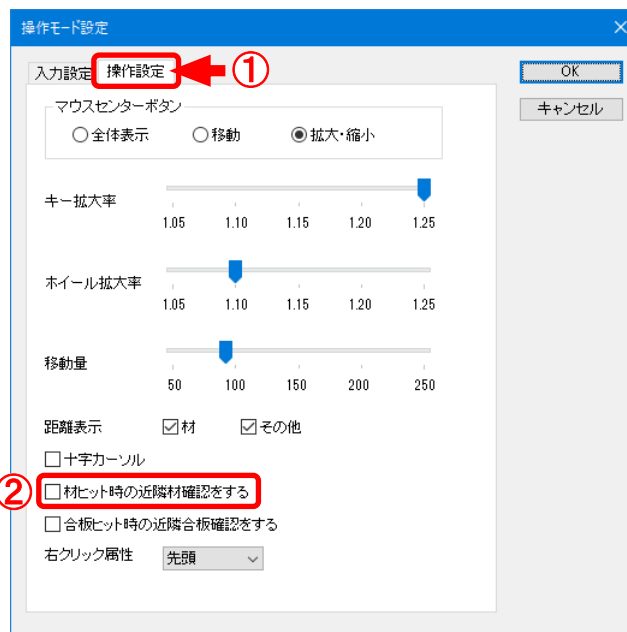 操作モード設定
入力設定 操作設定 ①
OK
キャンセル
マウスセンターボタン
全体表示 移動 拡大・縮小
キー拡大率
1.05 1.10 1.15 1.20 1.25
ホイール拡大率
1.05 1.10 1.15 1.20 1.25
移動量
50 100 150 200 250
距離表示 材 その他
十字カーソル
② 材ヒット時の近隣材確認をする
合板ヒット時の近隣合板確認をする
右クリック属性 先頭